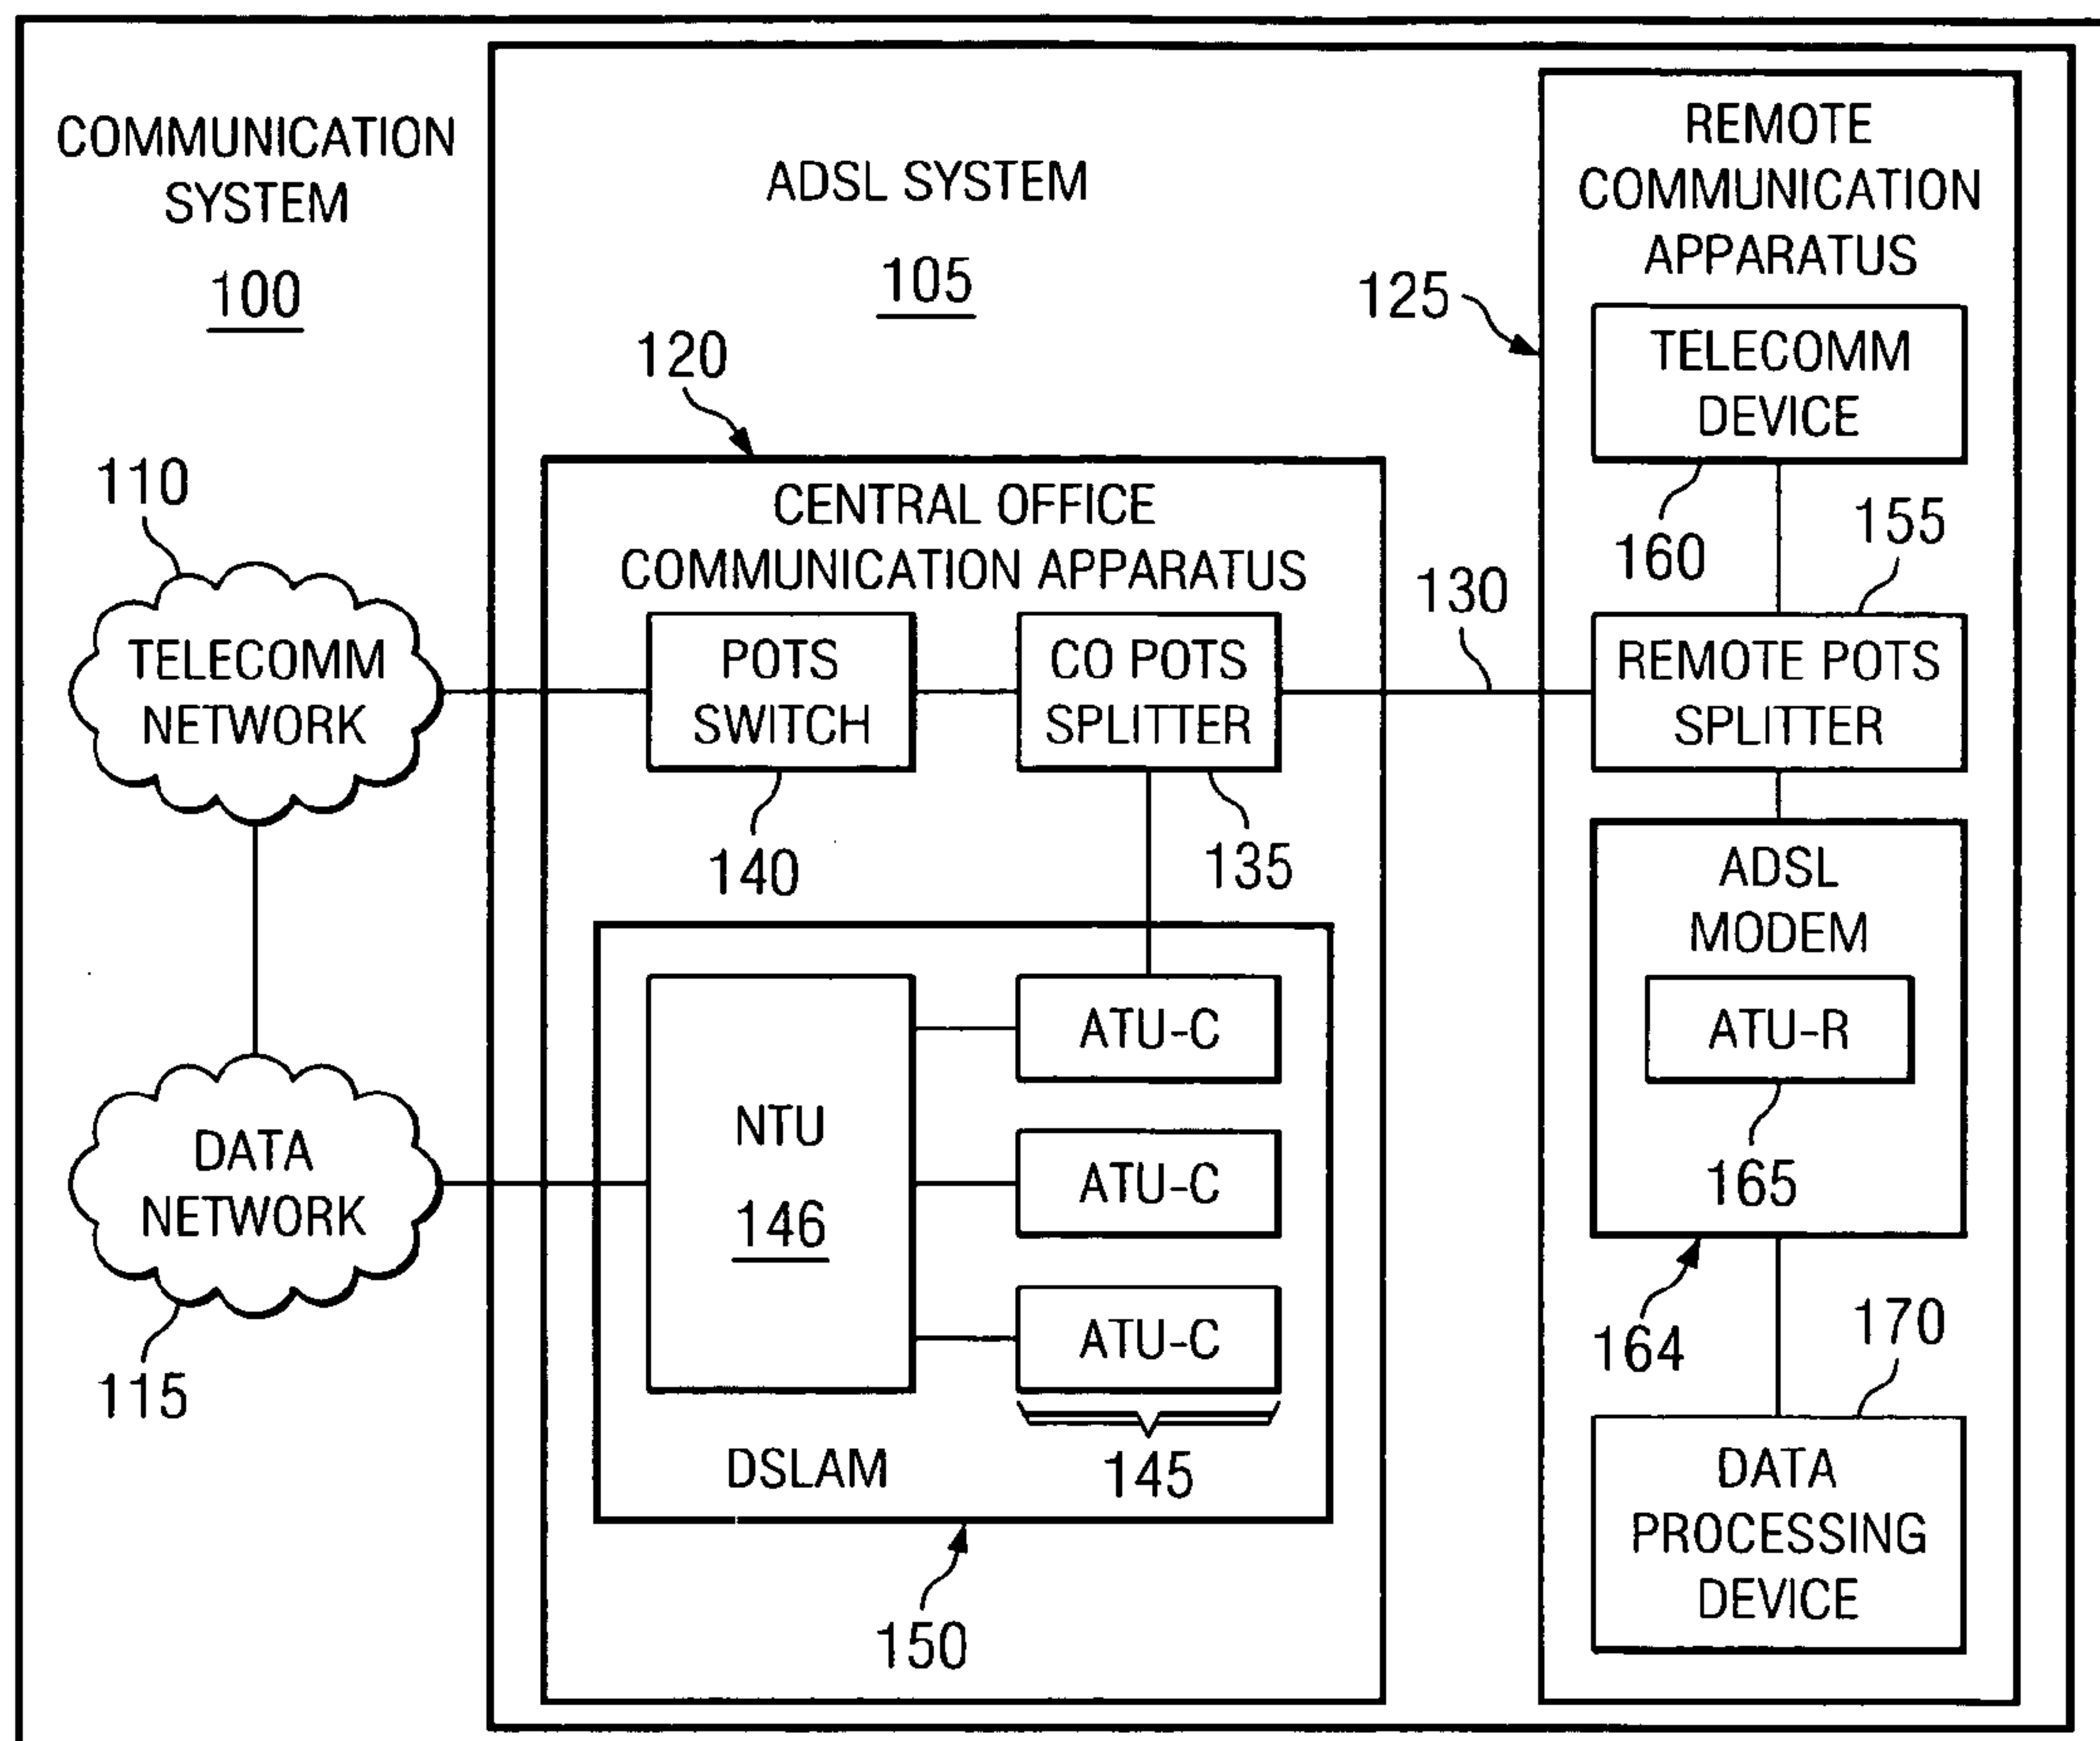 COMMUNICATION
SYSTEM
100
ADSL SYSTEM
105
REMOTE
COMMUNICATION
APPARATUS
125
TELECOMM
DEVICE
160
120
CENTRAL OFFICE
COMMUNICATION APPARATUS
110
TELECOMM
NETWORK
POTS
SWITCH
140
CO POTS
SPLITTER
135
130
155
REMOTE POTS
SPLITTER
ADSL
MODEM
ATU-R
165
164
DATA
NETWORK
115
NTU
146
ATU-C
ATU-C
ATU-C
145
DSLAM
150
170
DATA
PROCESSING
DEVICE